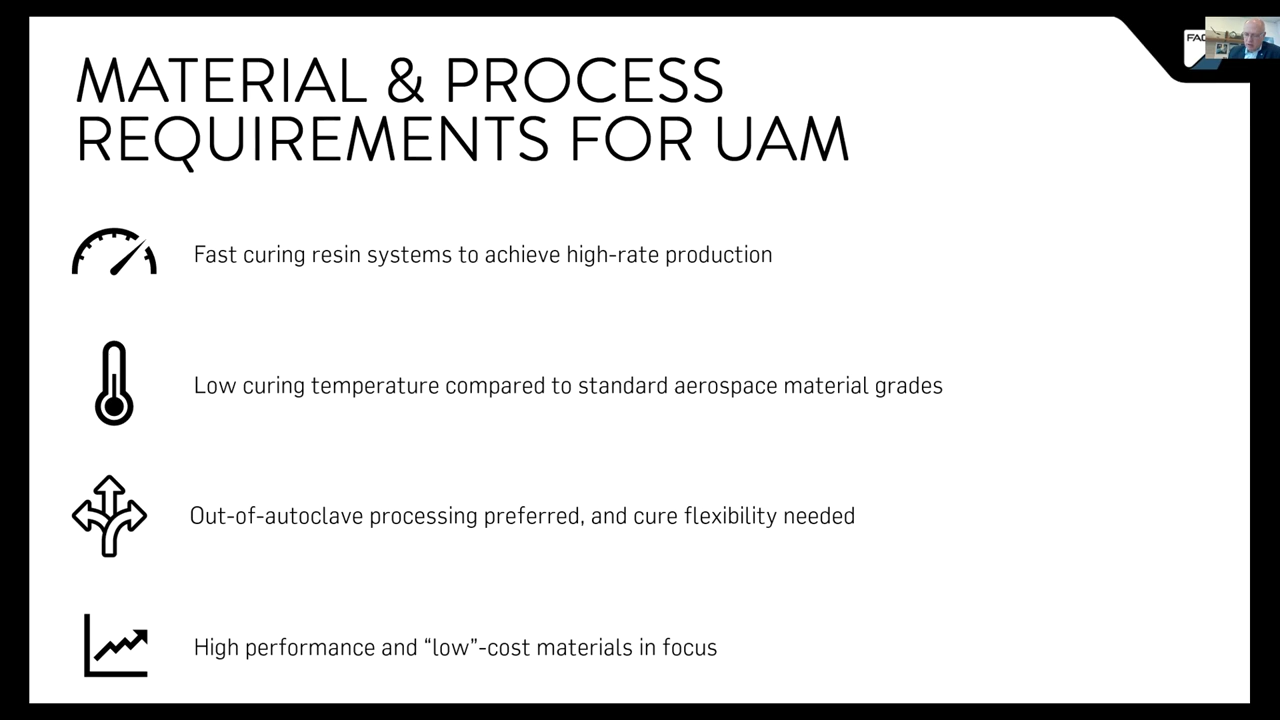 MATERIAL & PROCESS
REQUIREMENTS FOR UAM
Fast curing resin systems to achieve high-rate production
Low curing temperature compared to standard aerospace material grades
Out-of-autoclave processing preferred, and cure flexibility needed
High performance and “low”-cost materials in focus